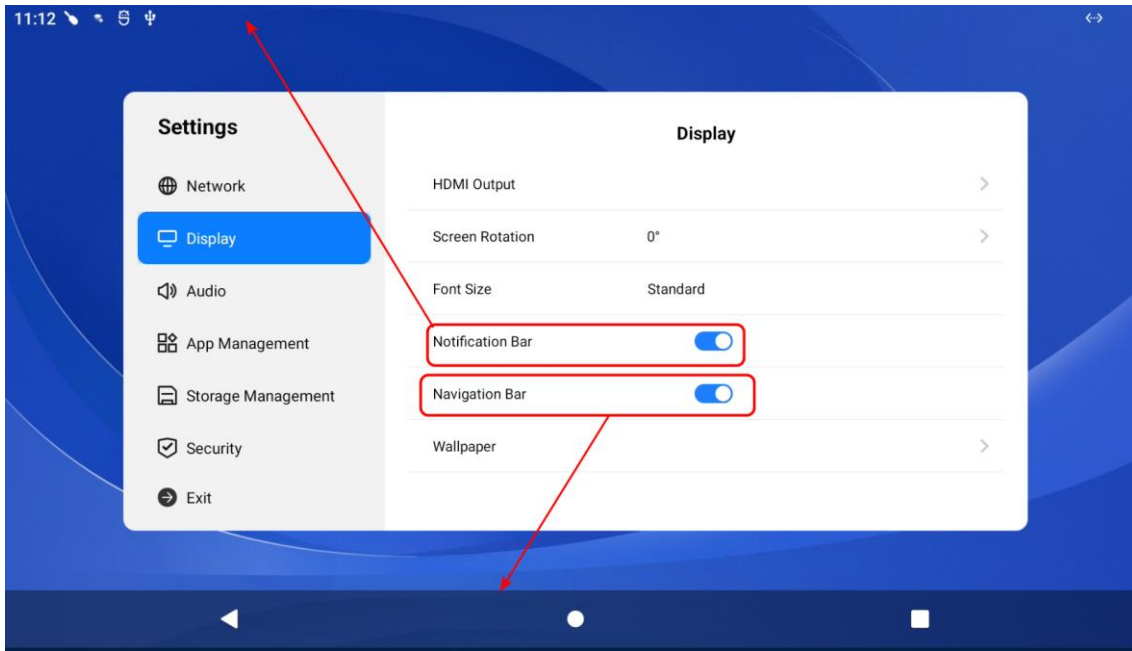 11:12
Settings
Network
Display
Audio
App Management
Storage Management
Security
Exit
Display
HDMI Output
Screen Rotation 0°
Font Size Standard
Notification Bar
Navigation Bar
Wallpaper